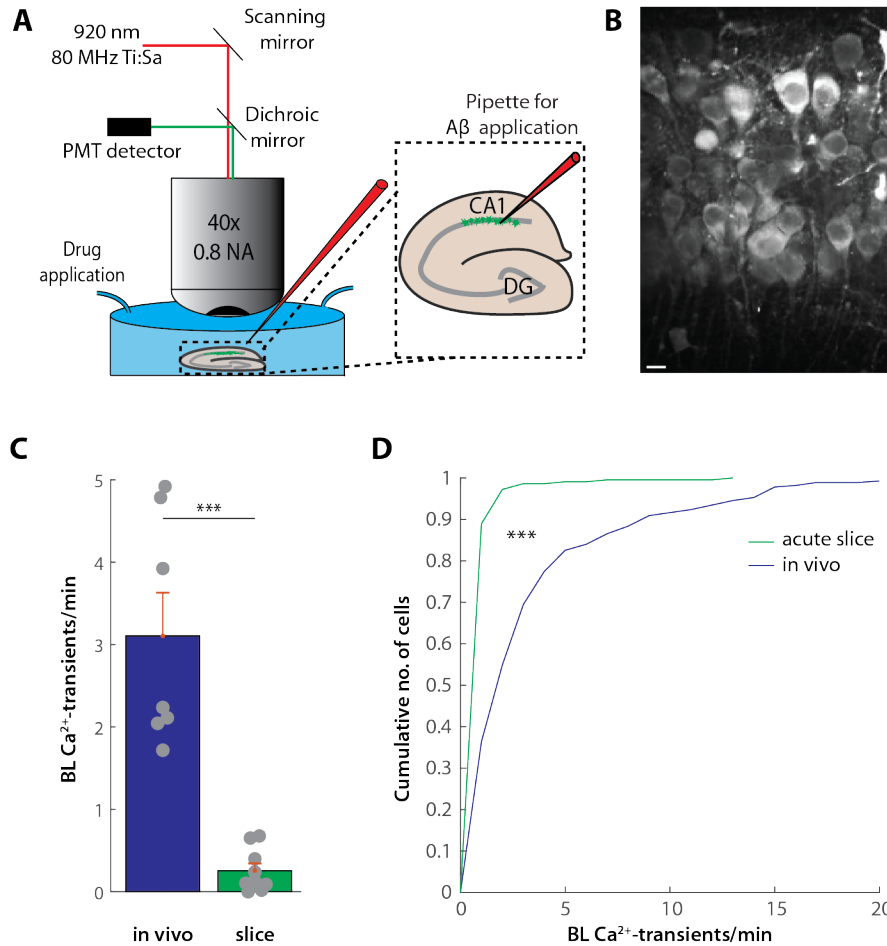 A
920 nm
80 MHz Ti:Sa
Scanning
mirror
Dichroic
mirror
PMT detector
40x
0.8 NA
Drug
application
Pipette for
Aβ application
CA1
DG
B
C
BL Ca²⁺-transients/min
5
4
3
2
1
0
***
in vivo
slice
D
Cumulative no. of cells
1
0.9
0.8
0.7
0.6
0.5
0.4
0.3
0.2
0.1
0
***
acute slice
in vivo
0
5
10
15
20
BL Ca²⁺-transients/min